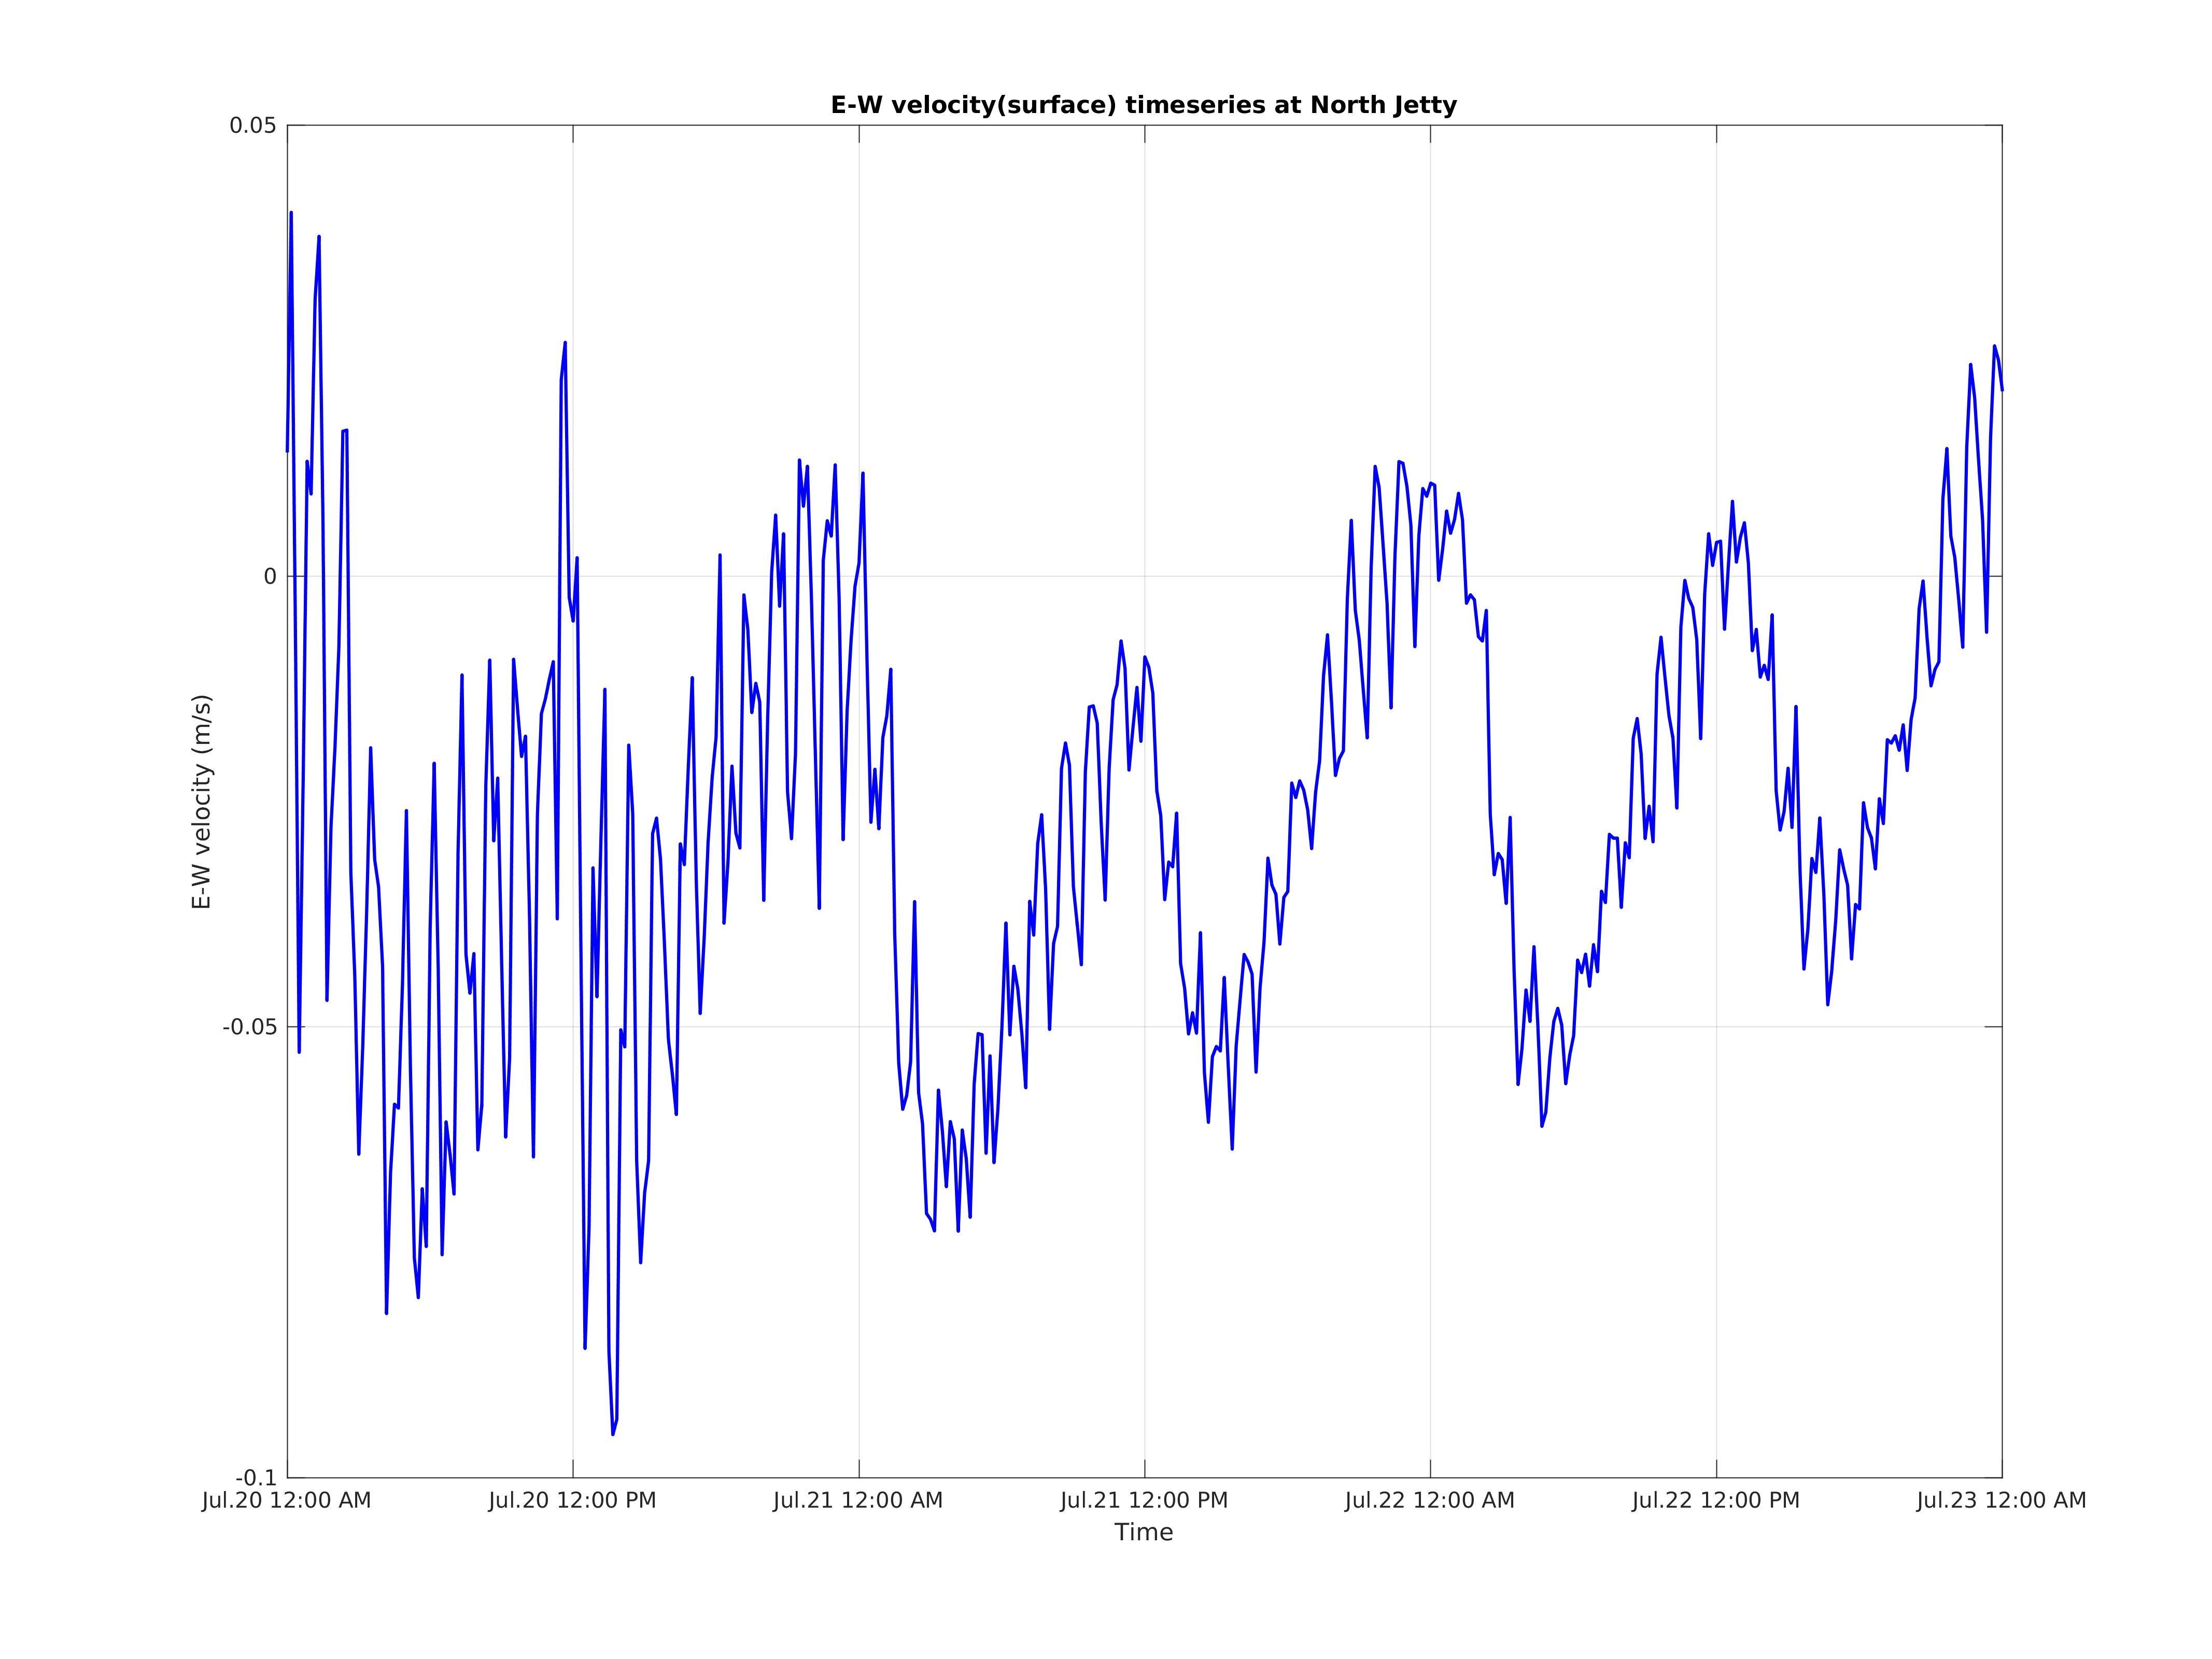 E-W velocity(surface) timeseries at North Jetty
0.05
0
-0.05
-0.1
E-W velocity (m/s)
Jul.20 12:00 AM
Jul.20 12:00 PM
Jul.21 12:00 AM
Jul.21 12:00 PM
Jul.22 12:00 AM
Jul.22 12:00 PM
Jul.23 12:00 AM
Time